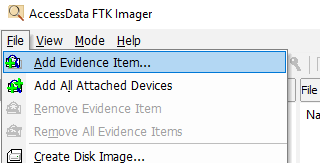 AccessData FTK Imager
File View Mode Help
Add Evidence Item...
Add All Attached Devices
File
Remove Evidence Item
Na
Remove All Evidence Items
Create Disk Image...